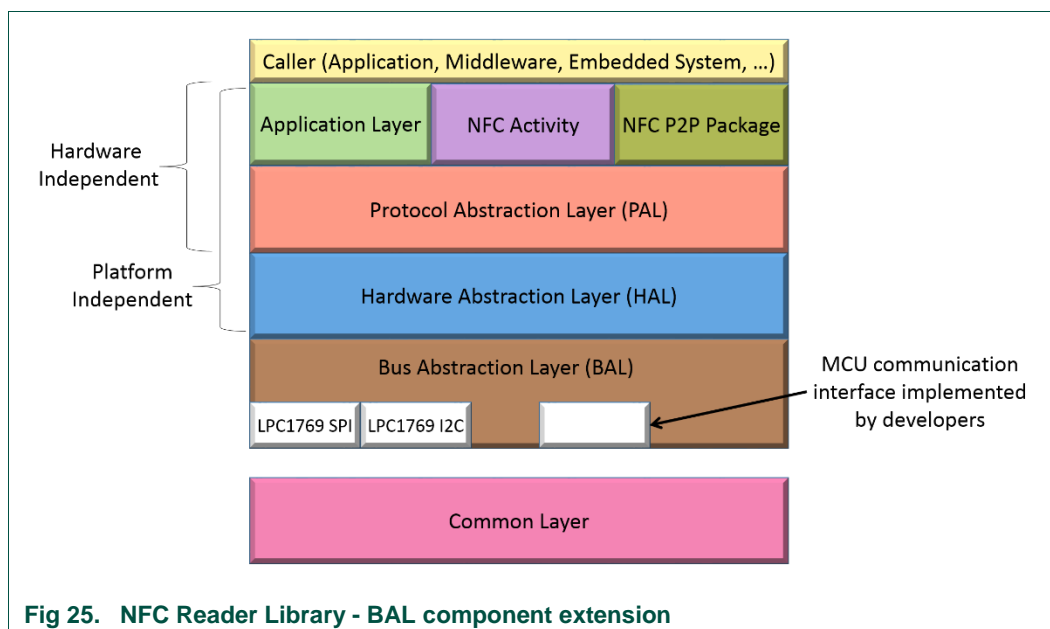 Caller (Application, Middleware, Embedded System, ...)
Application Layer
NFC Activity
NFC P2P Package
Hardware
Independent
Protocol Abstraction Layer (PAL)
Platform
Independent
Hardware Abstraction Layer (HAL)
Bus Abstraction Layer (BAL)
MCU communication
interface implemented
by developers
LPC1769 SPI
LPC1769 I2C
Common Layer
Fig 25. NFC Reader Library - BAL component extension